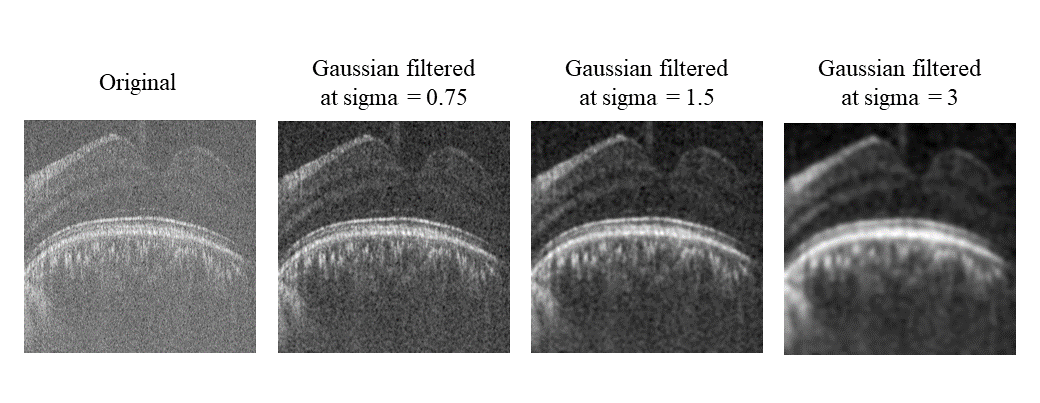 Original
Gaussian filtered
at sigma = 0.75
Gaussian filtered
at sigma = 1.5
Gaussian filtered
at sigma = 3